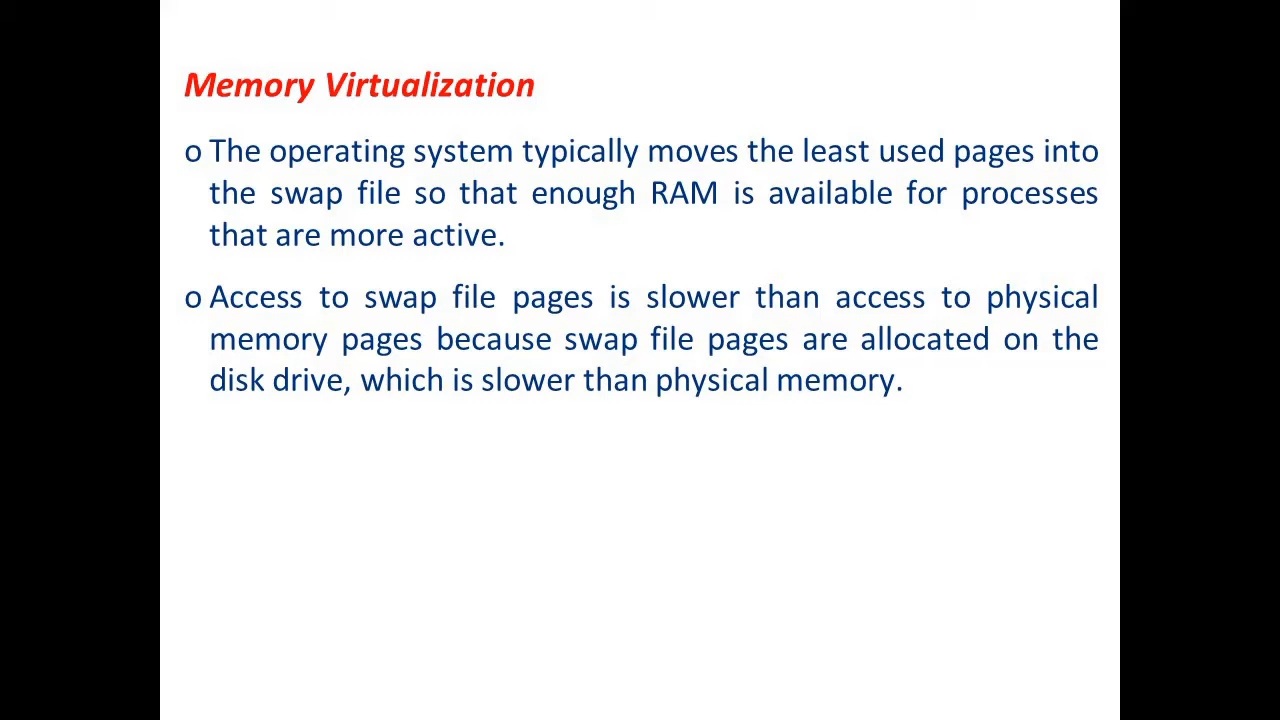 Memory Virtualization
o The operating system typically moves the least used pages into
the swap file so that enough RAM is available for processes
that are more active.
o Access to swap file pages is slower than access to physical
memory pages because swap file pages are allocated on the
disk drive, which is slower than physical memory.